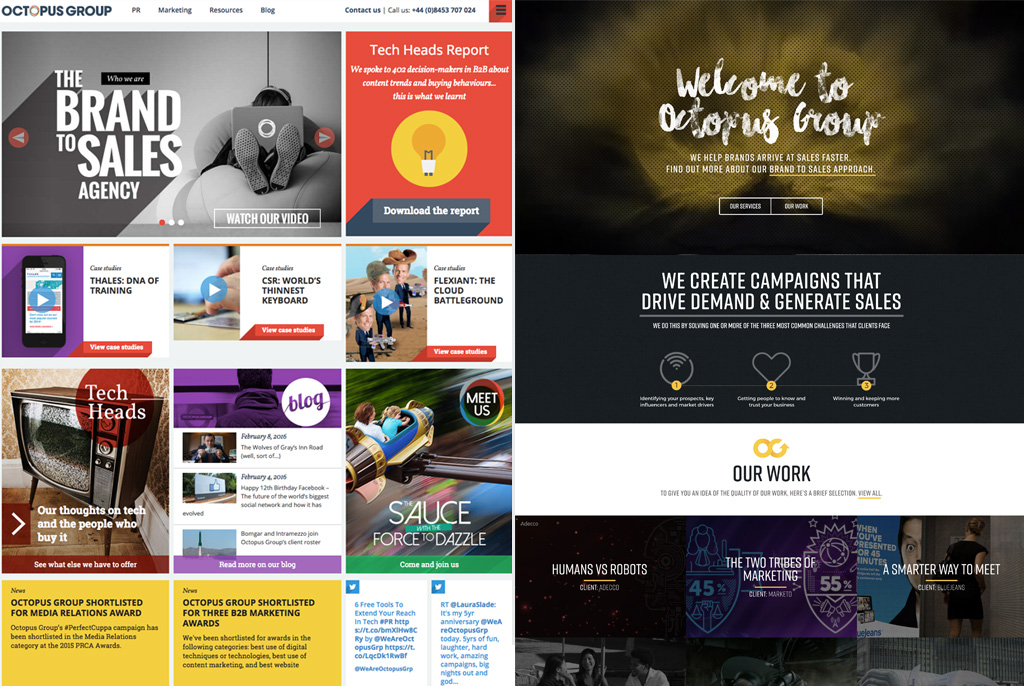 OCTOPUS GROUP
PR Marketing Resources Blog
Contact us | Call us: +44 (0)8453 707 024
Who we are
THE
BRAND
TO SALES
AGENCY
WATCH OUR VIDEO
Tech Heads Report
We spoke to 402 decision-makers in B2B about
content trends and buying behaviours...
this is what we learnt
Download the report
Case studies
THALES: DNA OF
TRAINING
View case studies
Case studies
CSR: WORLD'S
THINNEST
KEYBOARD
View case studies
Case studies
FLEXIANT: THE
CLOUD
BATTLEGROUND
View case studies
Tech
Heads
Our thoughts on tech
and the people who
buy it
See what else we have to offer
blog
February 8, 2016
The Wolves of Gray's Inn Road
(well, sort of...)
February 4, 2016
Happy 12th Birthday Facebook –
The future of the world's biggest
social network and how it has
evolved
Bomgar and Intramezzo join
Octopus Group's client roster
Read more on our blog
MEET
US
THE
SAUCE
WITH THE
FORCE TO DAZZLE
Come and join us
News
OCTOPUS GROUP SHORTLISTED
FOR MEDIA RELATIONS AWARD
Octopus Group's #PerfectCuppa campaign has
been shortlisted in the Media Relations
category at the 2015 PRCA Awards.
News
OCTOPUS GROUP SHORTLISTED
FOR THREE B2B MARKETING
AWARDS
We've been shortlisted for awards in the
following categories: best use of digital
techniques or technologies, best use of
content marketing, and best website
6 Free Tools To
Extend Your Reach
In Tech #PR http
s://t.co/bmXIHwBC
Ry by @WeAreOct
opusGrp https://t.
co/LqcDk1RwBf
@WeAreOctopusGrp
RT @LauraSlade:
It's my 5yr
anniversary @WeA
reOctopusGrp
today. 5yrs of fun,
laughter, hard
work, amazing
campaigns, big
nights out and
god...
Welcome to
Octopus Group
WE HELP BRANDS ARRIVE AT SALES FASTER.
FIND OUT MORE ABOUT OUR BRAND TO SALES APPROACH.
OUR SERVICES OUR WORK
WE CREATE CAMPAIGNS THAT
DRIVE DEMAND & GENERATE SALES
WE DO THIS BY SOLVING ONE OR MORE OF THE THREE MOST COMMON CHALLENGES THAT CLIENTS FACE
1 2 3
Identifying your prospects, key
influencers and market drivers
Getting people to know and
trust your business
Winning and keeping more
customers
OG
OUR WORK
TO GIVE YOU AN IDEA OF THE QUALITY OF OUR WORK, HERE'S A BRIEF SELECTION. VIEW ALL.
Adecco
HUMANS VS ROBOTS
CLIENT: ADECCO
THE TWO TRIBES OF
MARKETING
CLIENT: MARKETO
45%
55%
WHEN
YOU'VE
PRESENTED
FOR 45
MINUTES
A SMARTER WAY TO MEET
CLIENT: BLUEJEANS
BlueJeans